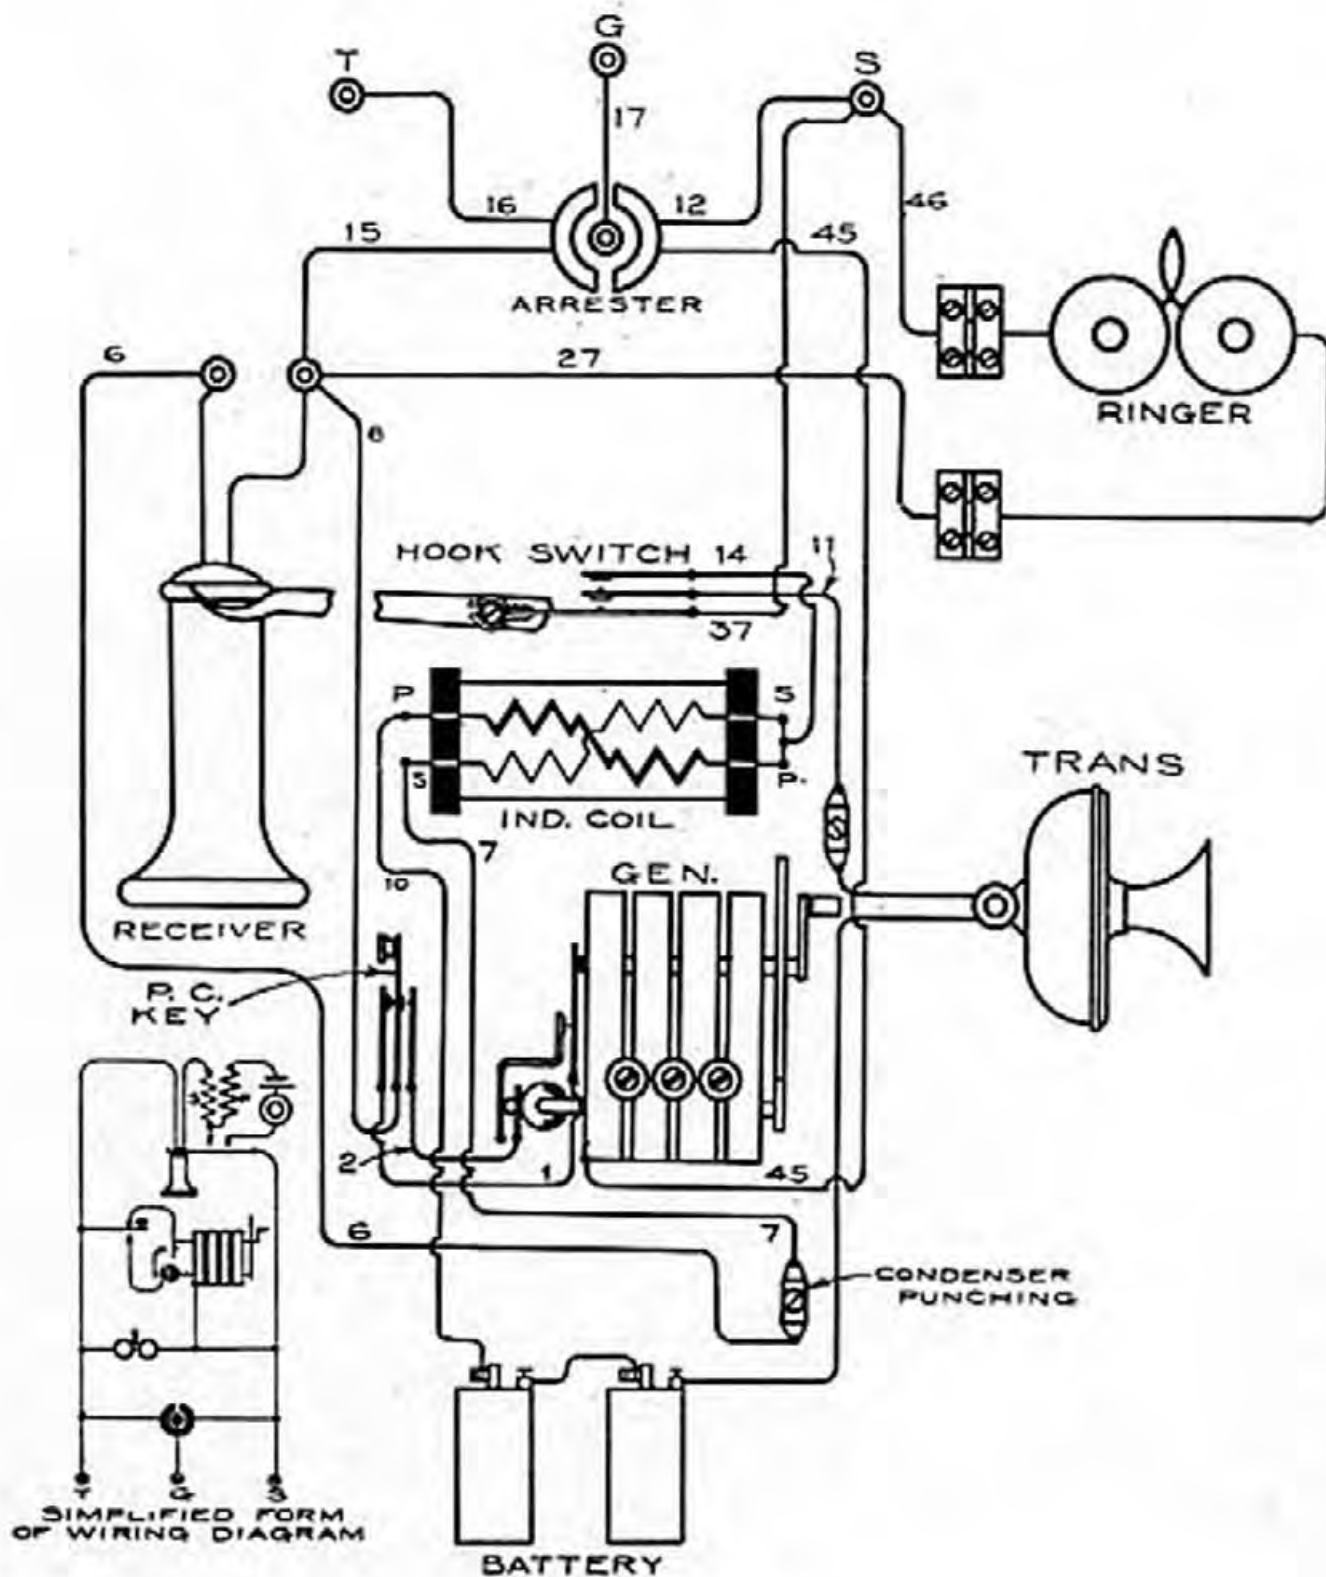 T
G
S
17
16
12
15
45
46
ARRESTER
6
27
8
RINGER
HOOK SWITCH 14
11
37
P
S
S
P.
IND. COIL
TRANS
7
10
GEN.
RECEIVER
P. C.
KEY
2
1
45
6
7
CONDENSER
PUNCHING
T
G
S
SIMPLIFIED FORM
OF WIRING DIAGRAM
BATTERY